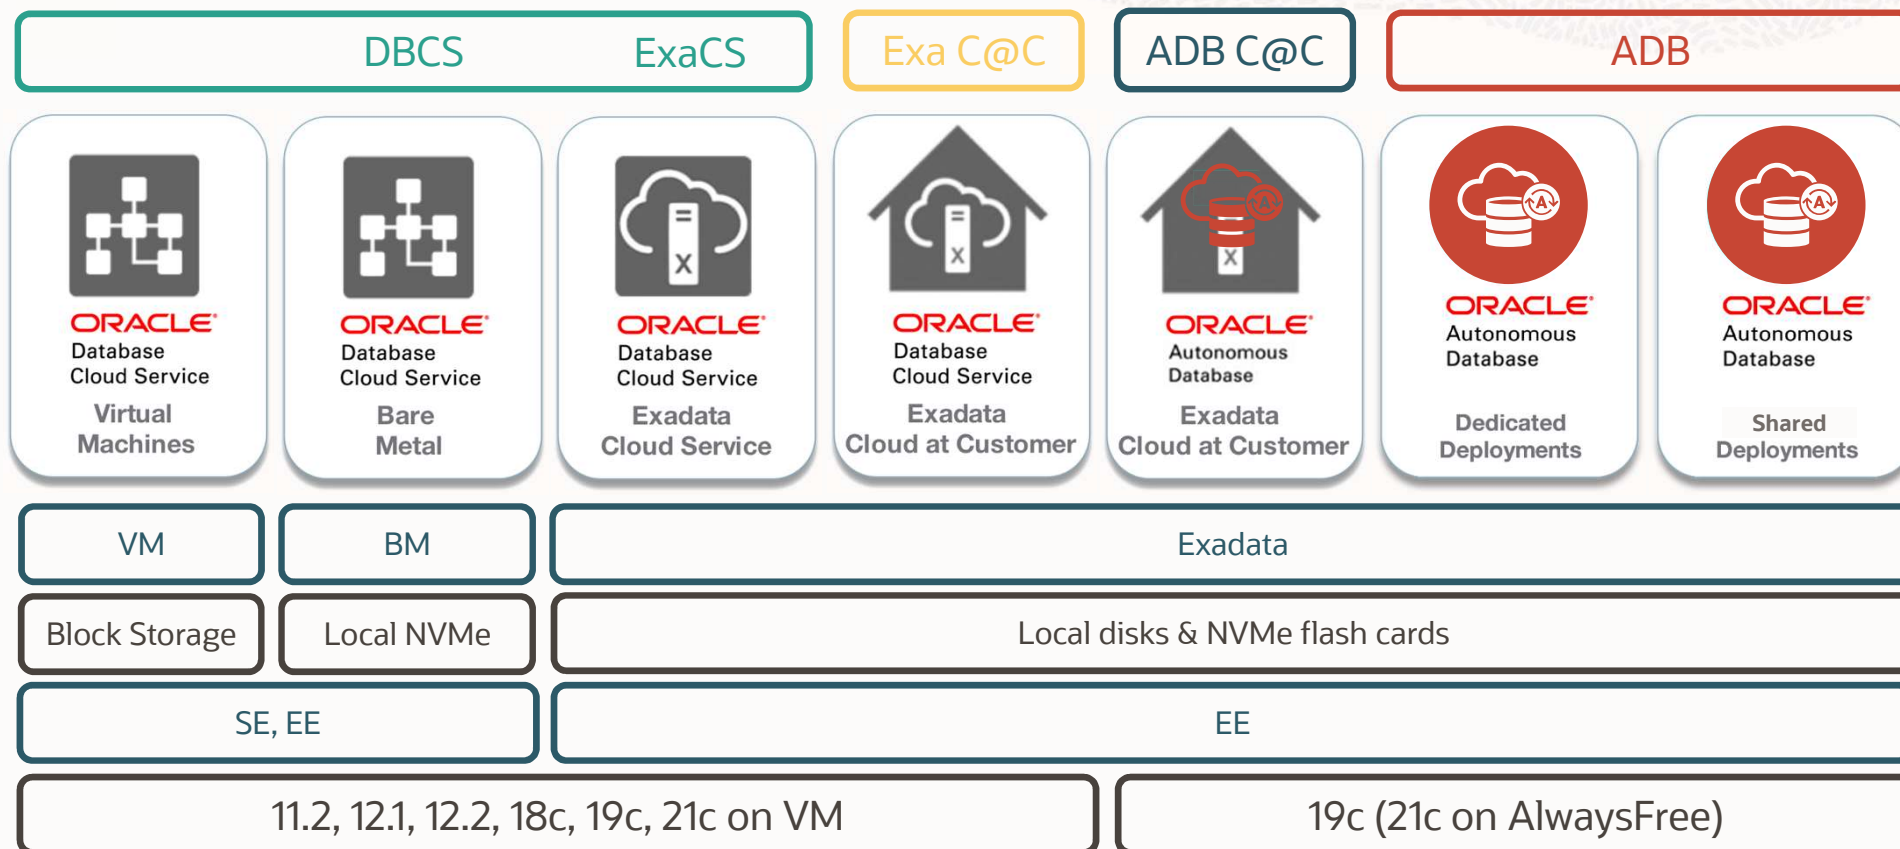 DBCS ExaCS Exa C@C ADB C@C ADB
ORACLE
Database
Cloud Service
Virtual
Machines
ORACLE
Database
Cloud Service
Bare
Metal
=
X
ORACLE
Database
Cloud Service
Exadata
Cloud Service
=
X
ORACLE
Database
Cloud Service
Exadata
Cloud at Customer
A
X
ORACLE
Autonomous
Database
Exadata
Cloud at Customer
A
ORACLE
Autonomous
Database
Dedicated
Deployments
A
ORACLE
Autonomous
Database
Shared
Deployments
VM BM Exadata
Block Storage Local NVMe Local disks & NVMe flash cards
SE, EE EE
11.2, 12.1, 12.2, 18c, 19c, 21c on VM 19c (21c on AlwaysFree)